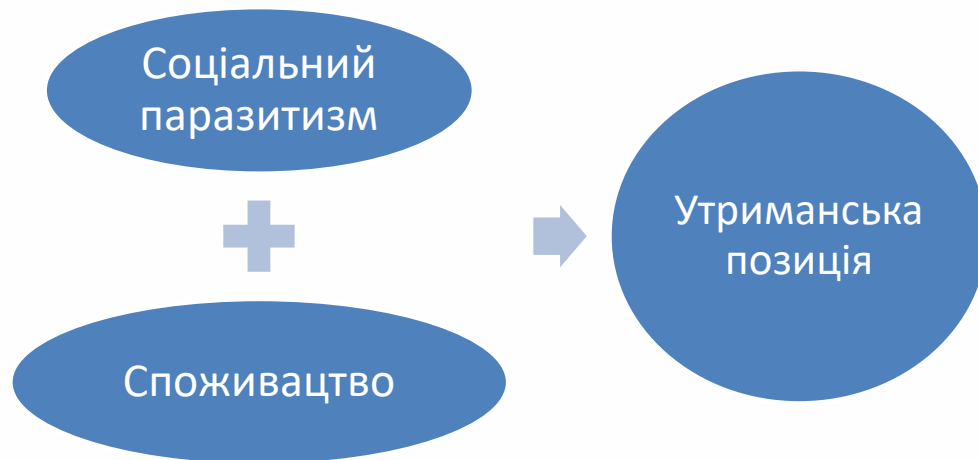 Соціальний
паразитизм
Споживацтво
Утриманська
позиція